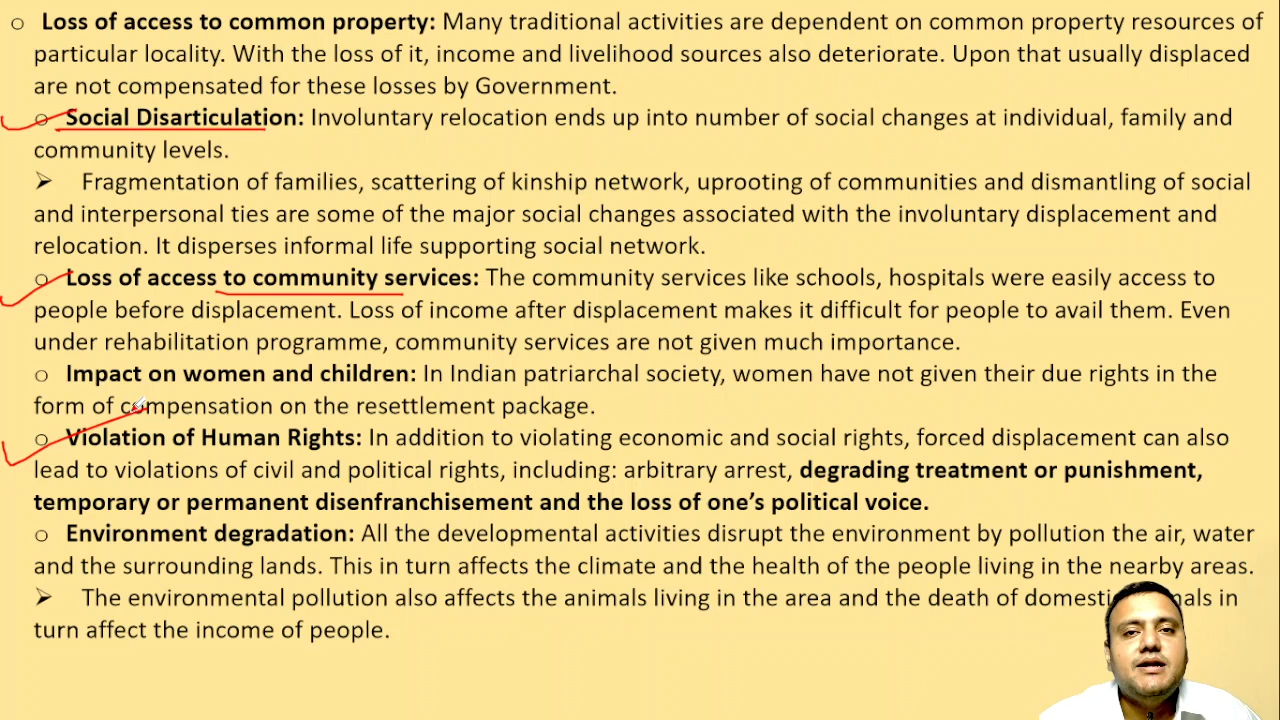 o Loss of access to common property: Many traditional activities are dependent on common property resources of
particular locality. With the loss of it, income and livelihood sources also deteriorate. Upon that usually displaced
are not compensated for these losses by Government.
o Social Disarticulation: Involuntary relocation ends up into number of social changes at individual, family and
community levels.
➤ Fragmentation of families, scattering of kinship network, uprooting of communities and dismantling of social
and interpersonal ties are some of the major social changes associated with the involuntary displacement and
relocation. It disperses informal life supporting social network.
o Loss of access to community services: The community services like schools, hospitals were easily access to
people before displacement. Loss of income after displacement makes it difficult for people to avail them. Even
under rehabilitation programme, community services are not given much importance.
o Impact on women and children: In Indian patriarchal society, women have not given their due rights in the
form of compensation on the resettlement package.
o Violation of Human Rights: In addition to violating economic and social rights, forced displacement can also
lead to violations of civil and political rights, including: arbitrary arrest, degrading treatment or punishment,
temporary or permanent disenfranchisement and the loss of one's political voice.
o Environment degradation: All the developmental activities disrupt the environment by pollution the air, water
and the surrounding lands. This in turn affects the climate and the health of the people living in the nearby areas.
➤ The environmental pollution also affects the animals living in the area and the death of in
turn affect the income of people.